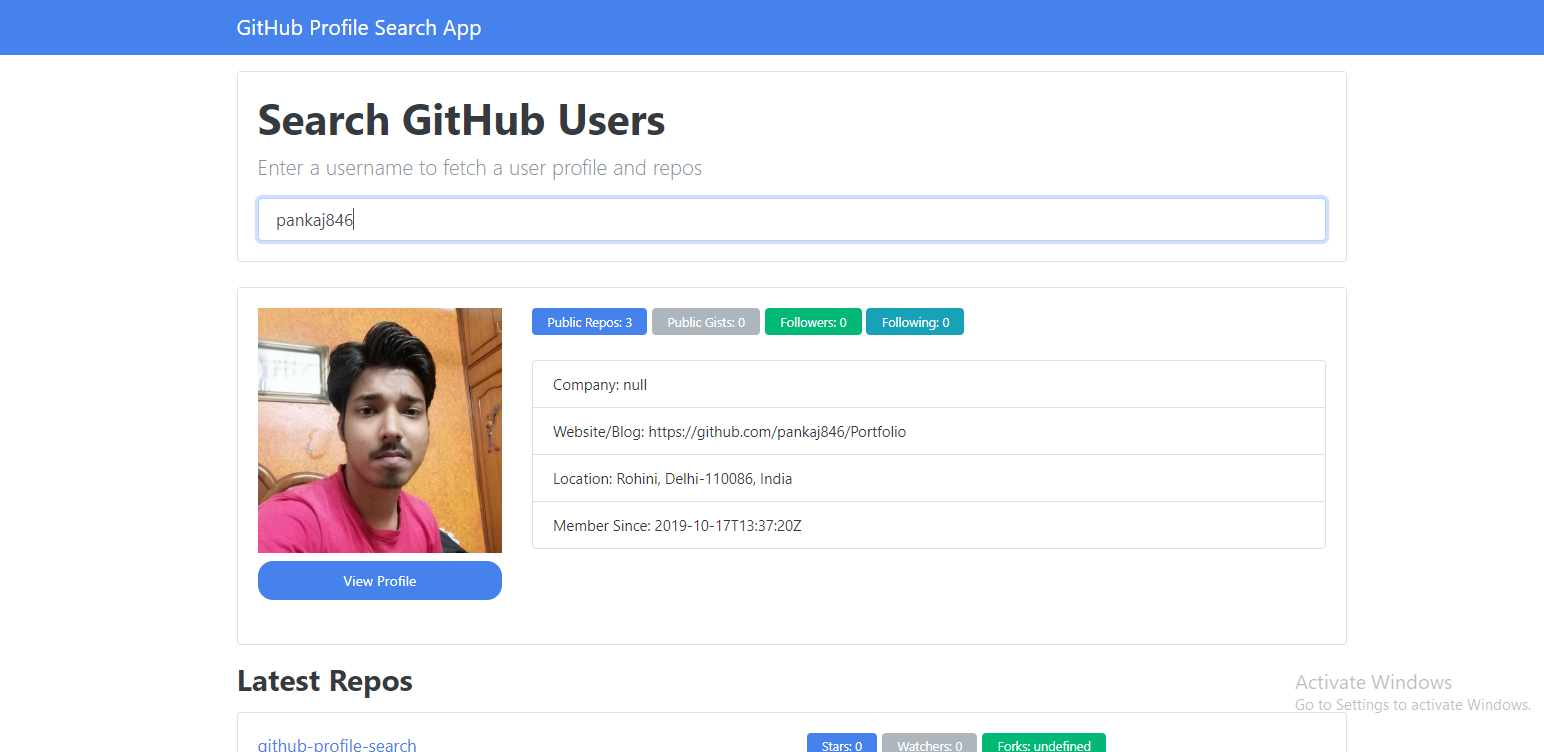 GitHub Profile Search App
Search GitHub Users
Enter a username to fetch a user profile and repos
pankaj846
Public Repos: 3 Public Gists: 0 Followers: 0 Following: 0
Company: null
Website/Blog: https://github.com/pankaj846/Portfolio
Location: Rohini, Delhi-110086, India
Member Since: 2019-10-17T13:37:20Z
View Profile
Latest Repos
Activate Windows
Go to Settings to activate Windows.
github-profile-search Stars: 0 Watchers: 0 Forks: undefined